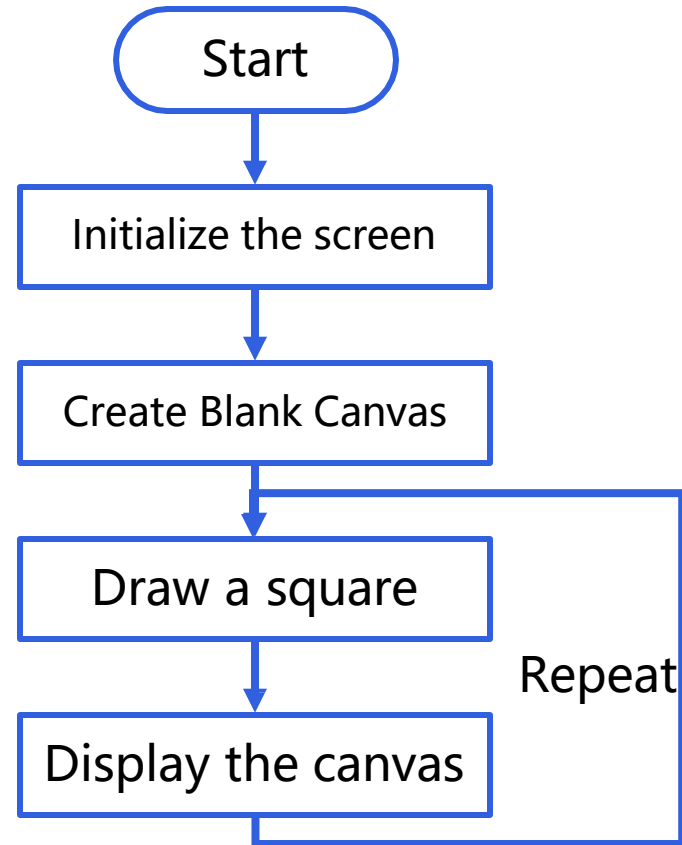 Start
Initialize the screen
Create Blank Canvas
Draw a square
Repeat
Display the canvas